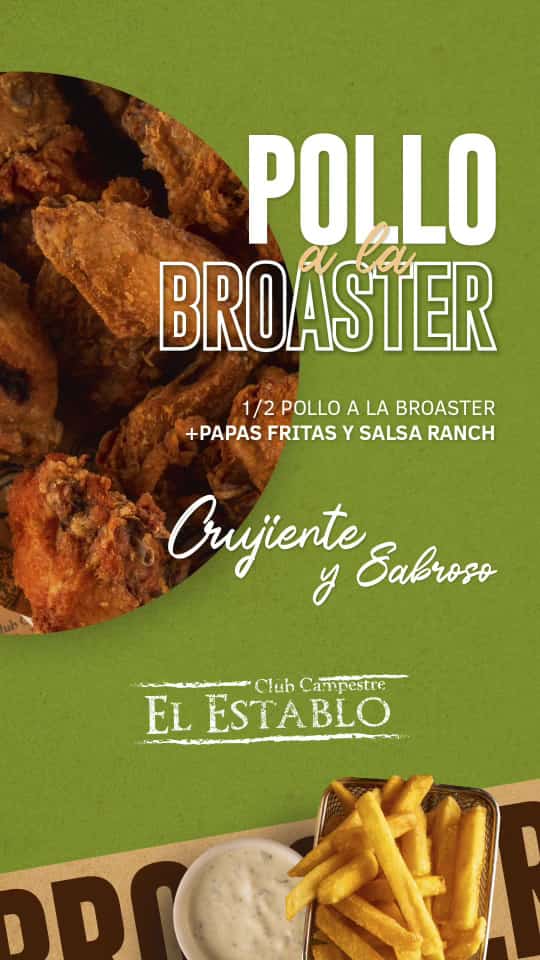 POLLO
a la
BROASTER
1/2 POLLO A LA BROASTER
+PAPAS FRITAS Y SALSA RANCH
Crujiente
y Sabroso
Club Campestre
EL ESTABLO